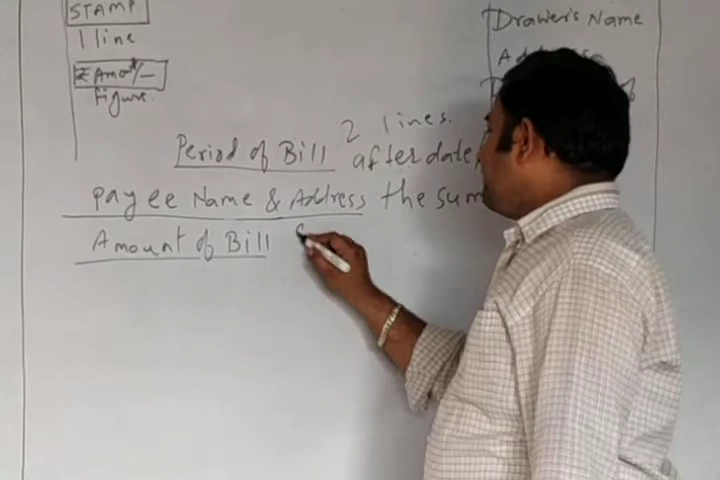 STAMP
1 line
₹ Amot/-
figure.
Drawer's Name
2 lines.
Period of Bill after date,
Payee Name & Address the sum
Amount of Bill